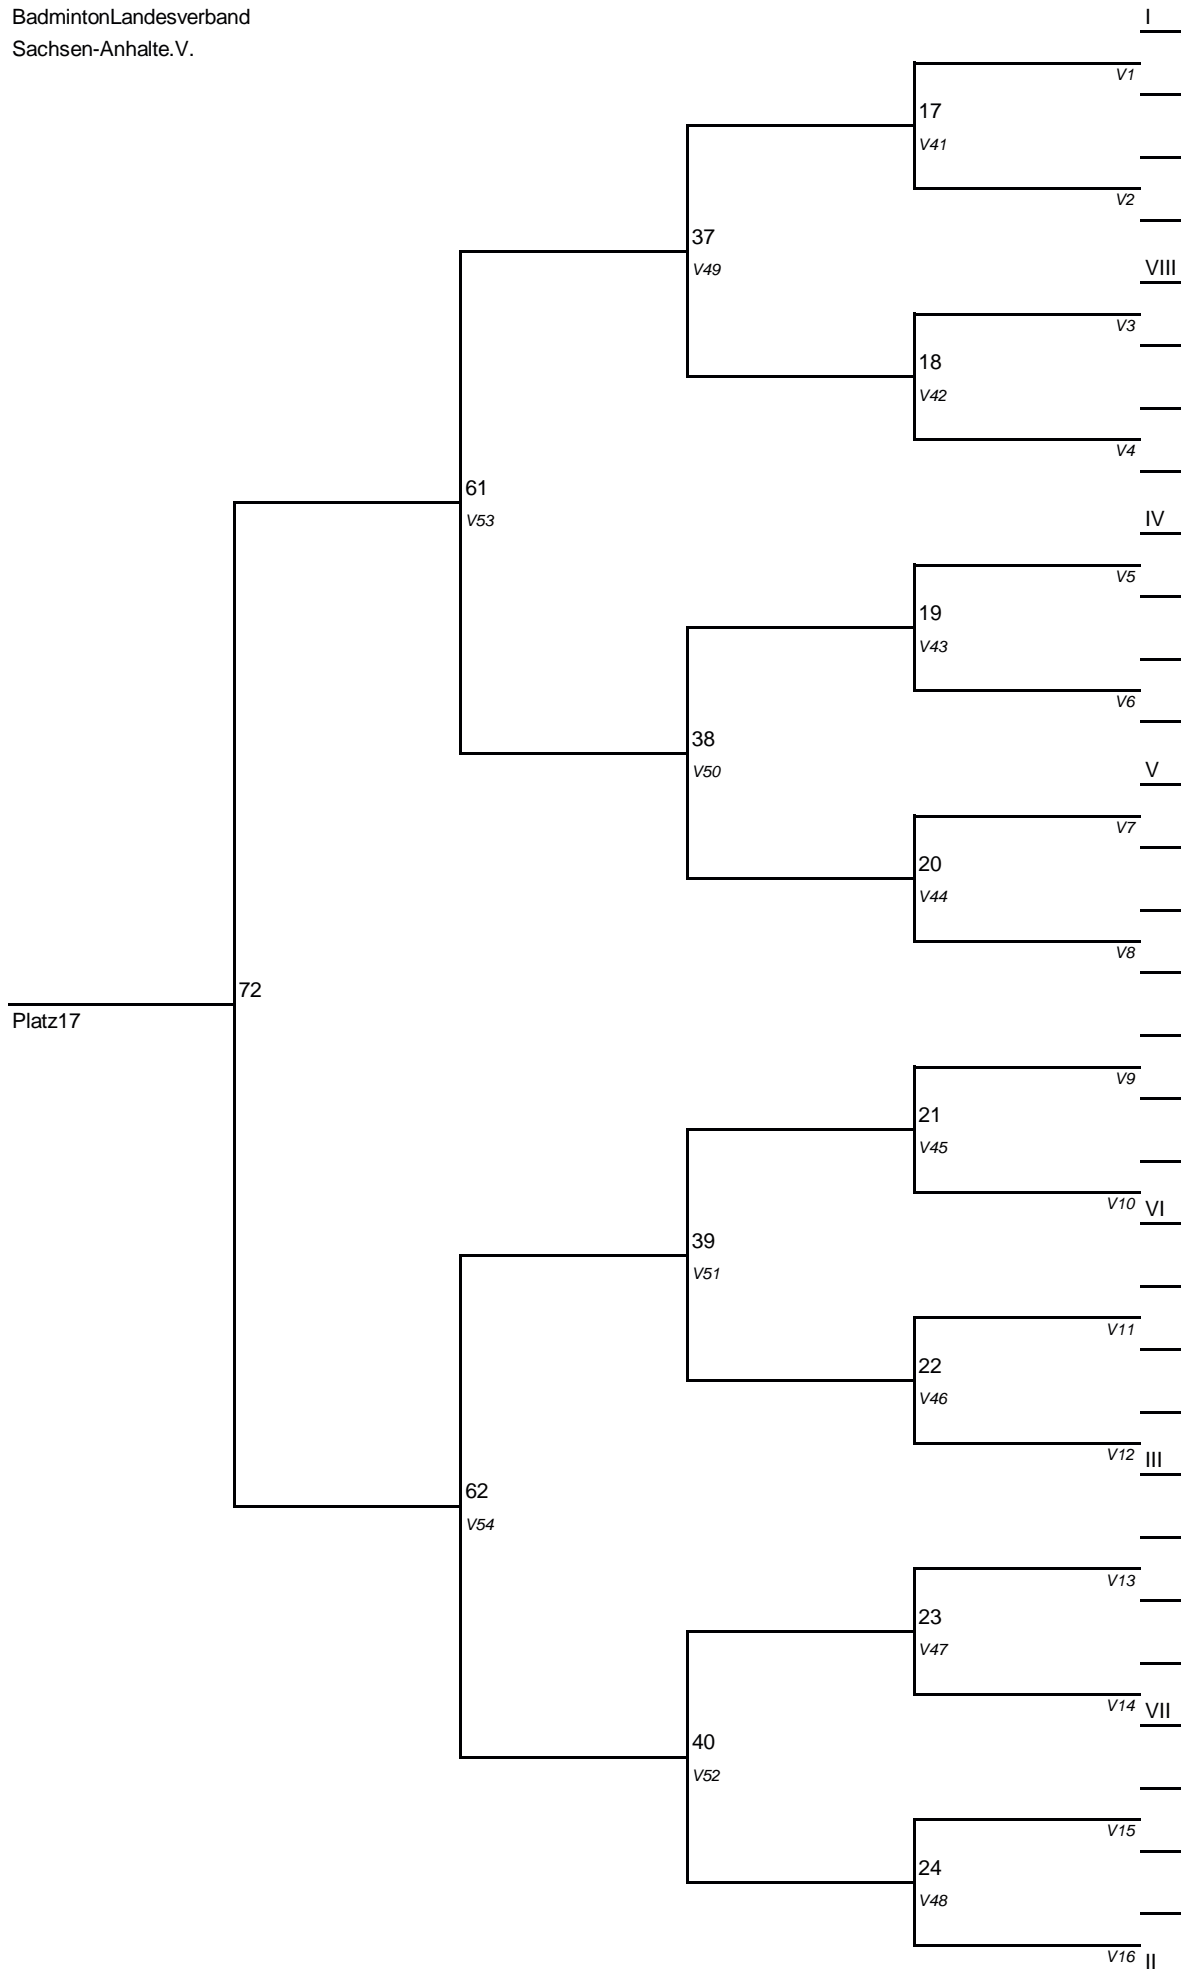 BadmintonLandesverband
Sachsen-Anhalte.V.
I
V1
17
V41
V2
37
V49
VIII
V3
18
V42
V4
61
V53
IV
V5
19
V43
V6
38
V50
V
V7
20
V44
V8
72
Platz17
V9
21
V45
V10 VI
39
V51
V11
22
V46
V12 III
62
V54
V13
23
V47
V14 VII
40
V52
V15
24
V48
V16 II